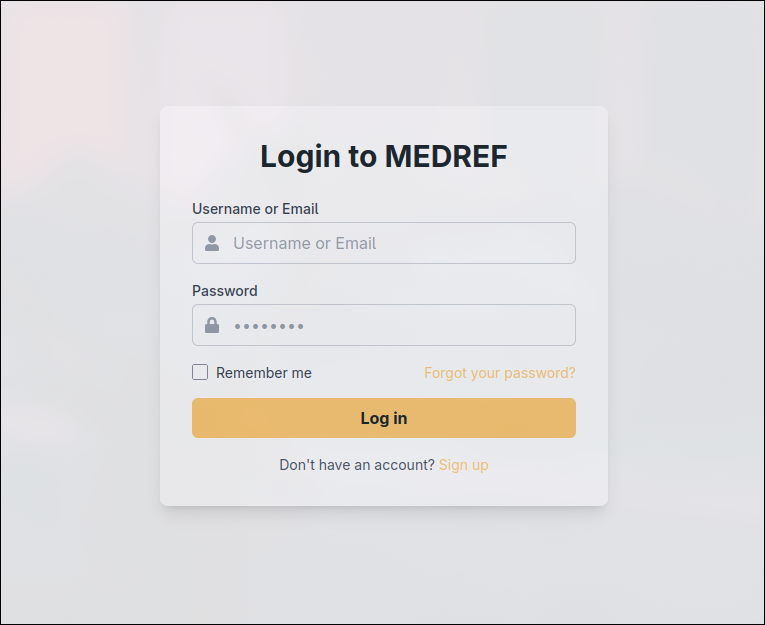 Login to MEDREF
Username or Email
Username or Email
Password
••••••••
Remember me
Forgot your password?
Log in
Don't have an account? Sign up